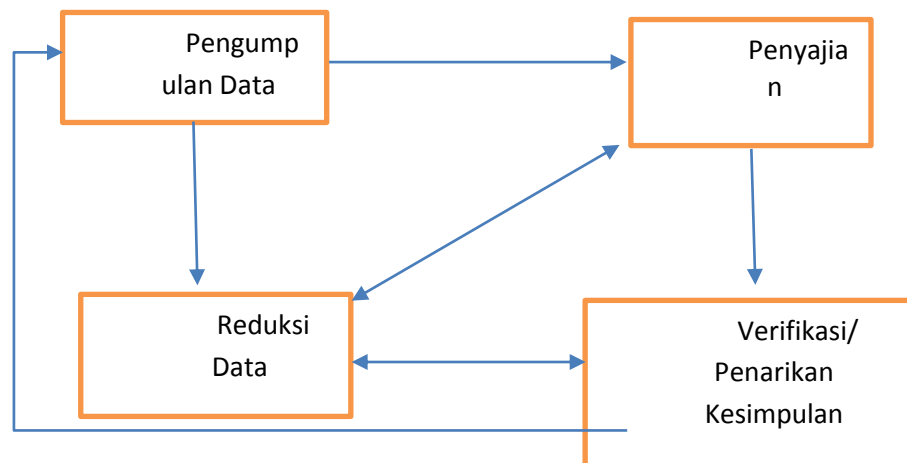 Pengump
ulan Data
Penyajia
n
Reduksi
Data
Verifikasi/
Penarikan
Kesimpulan